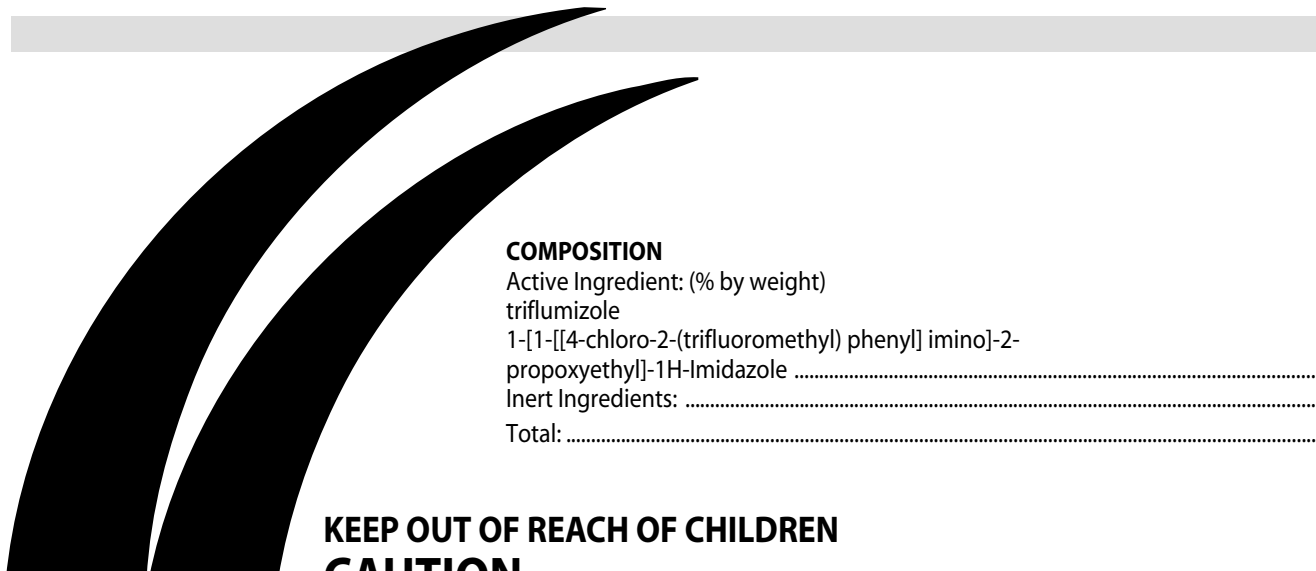 COMPOSITION
Active Ingredient: (% by weight)
triflumizole
1-[1-[[4-chloro-2-(trifluoromethyl) phenyl] imino]-2-
propoxyethyl]-1H-Imidazole ....................................................................................................
Inert Ingredients: ....................................................................................................
Total: ....................................................................................................
KEEP OUT OF REACH OF CHILDREN
CAUTION